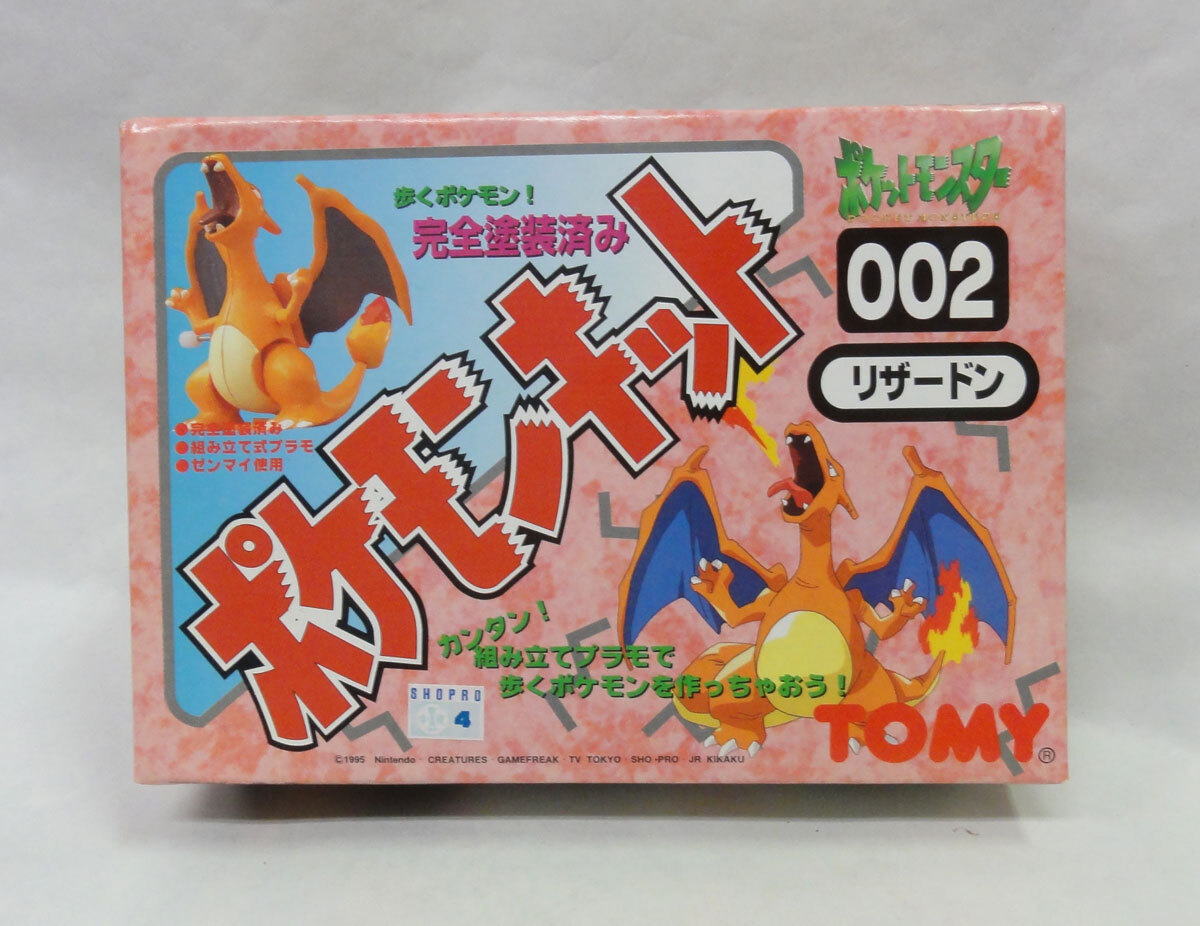 歩くポケモン!
完全塗装済み
ポケモンキット
●完全塗装済み
●組み立て式プラモ
●ゼンマイ使用
ポケットモンスター
POCKET MONSTERS
002
リザードン
カンタン!
組み立てプラモで
歩くポケモンを作っちゃおう!
SHOPRO
4
TOMY®
©1995 Nintendo · CREATURES · GAMEFREAK · TV TOKYO · SHO-PRO · JR KIKAKU